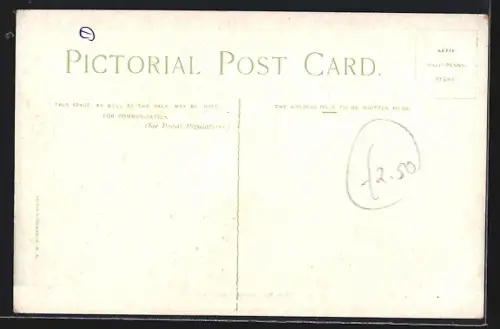 1
PICTORIAL POST CARD.
THIS SPACE, AS WELL AS THE BACK, MAY BE USED
FOR COMMUNICATION.
(See Postal Regulations.)
THE ADDRESS ONLY TO BE WRITTEN HERE.
HALF-PENNY
STAMP
£2.50